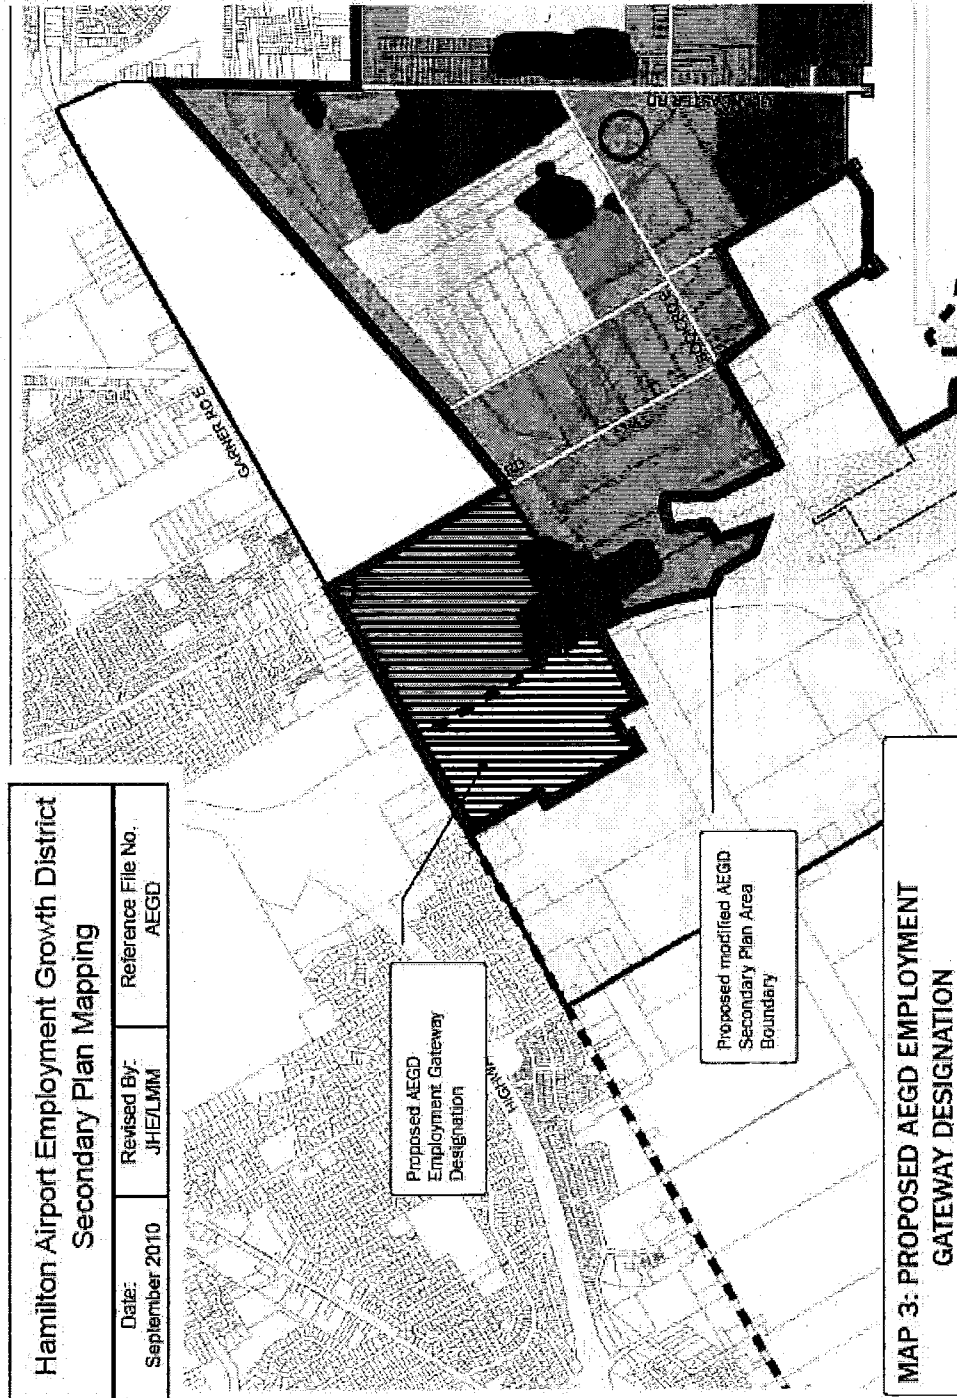 Hamilton Airport Employment Growth District
Secondary Plan Mapping
Date:
September 2010
Revised By:
JHE/LMM
Reference File No.
AEGD
GARNER RD E
Proposed AEGD
Employment Gateway
Designation
Proposed modified AEGD
Secondary Plan Area
Boundary
MAP 3: PROPOSED AEGD EMPLOYMENT
GATEWAY DESIGNATION